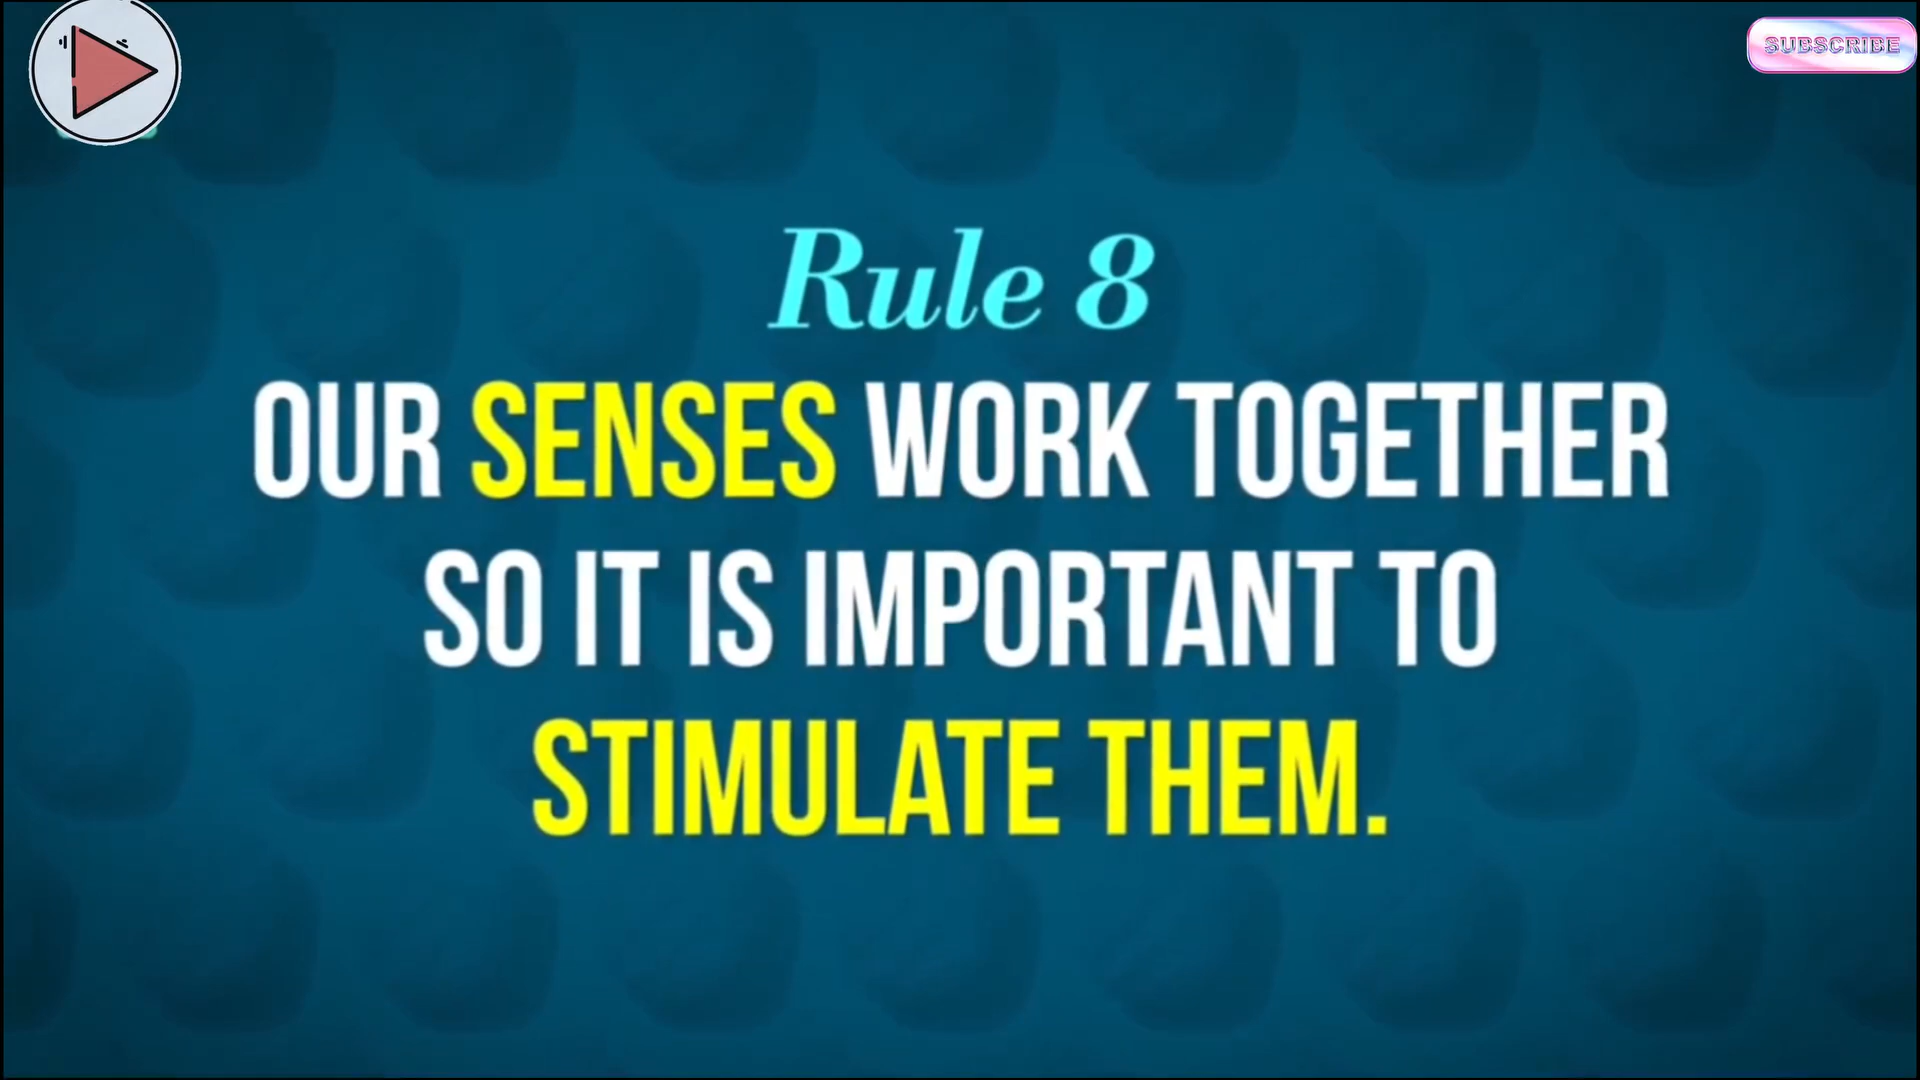 SUBSCRIBE
Rule 8
OUR SENSES WORK TOGETHER
SO IT IS IMPORTANT TO
STIMULATE THEM.